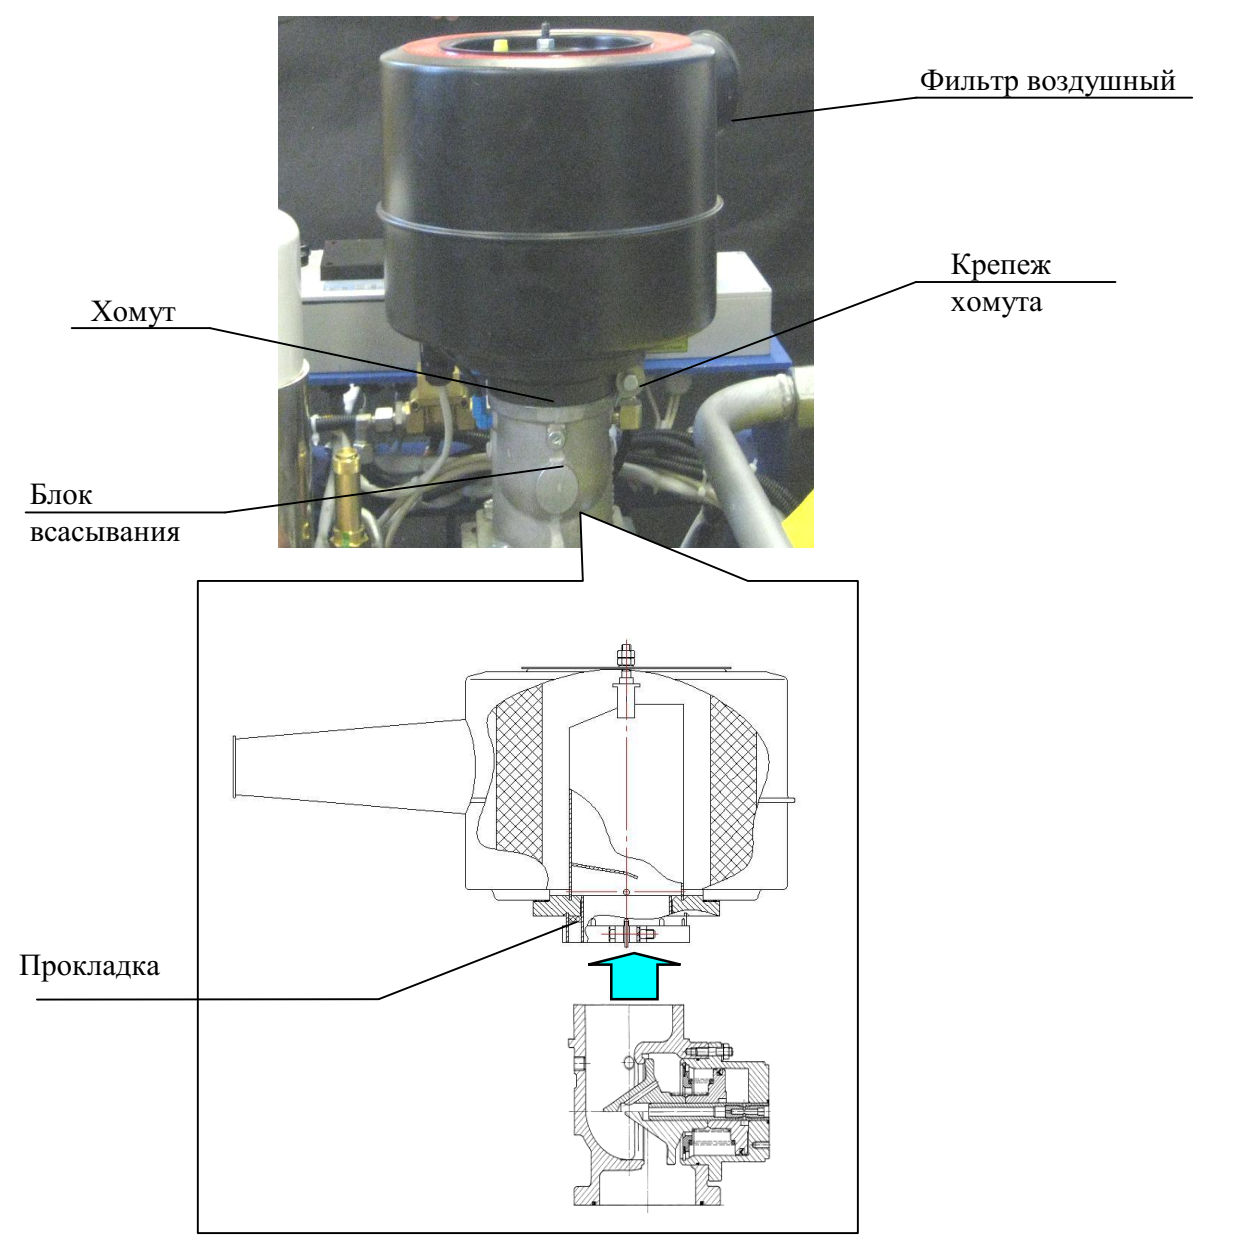 Фильтр воздушный
Крепеж
хомута
Хомут
Блок
всасывания
Прокладка